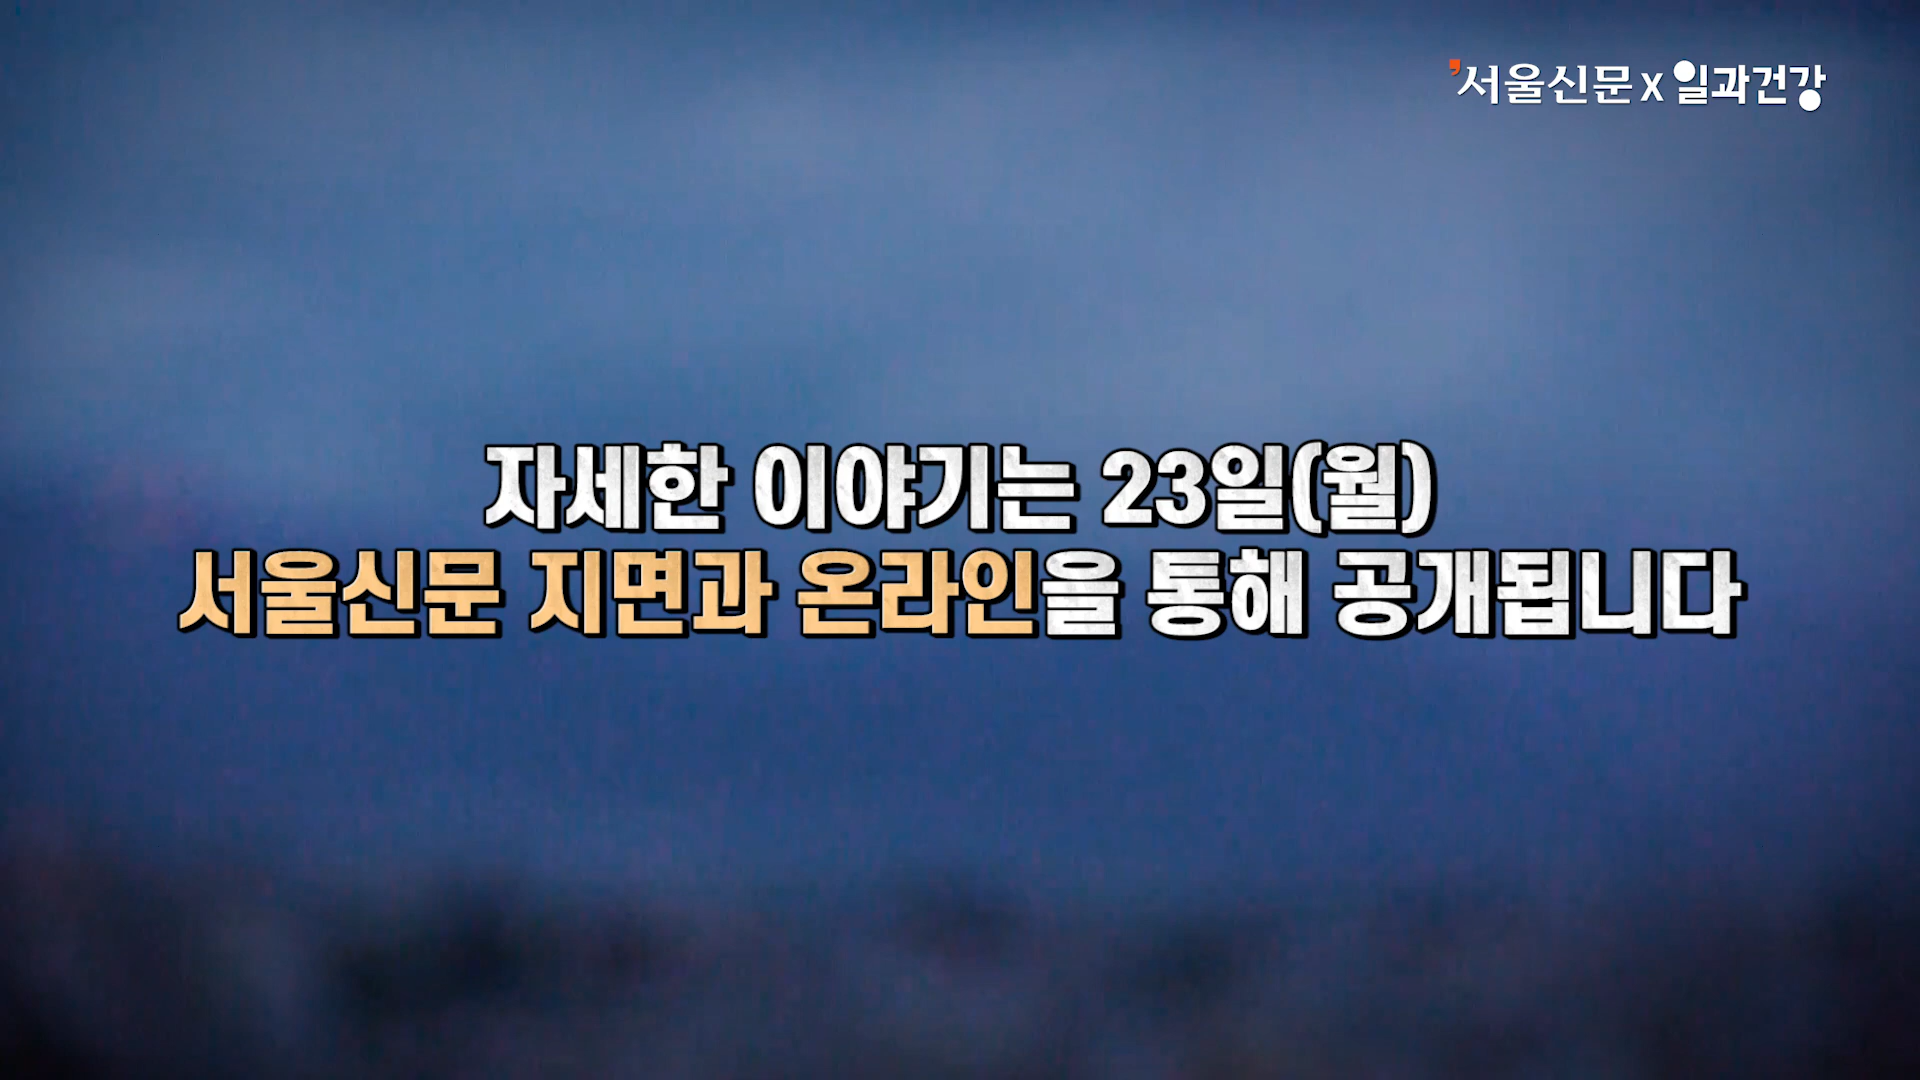 서울신문 x 일과건강
자세한 이야기는 23일(월)
서울신문 지면과 온라인을 통해 공개됩니다